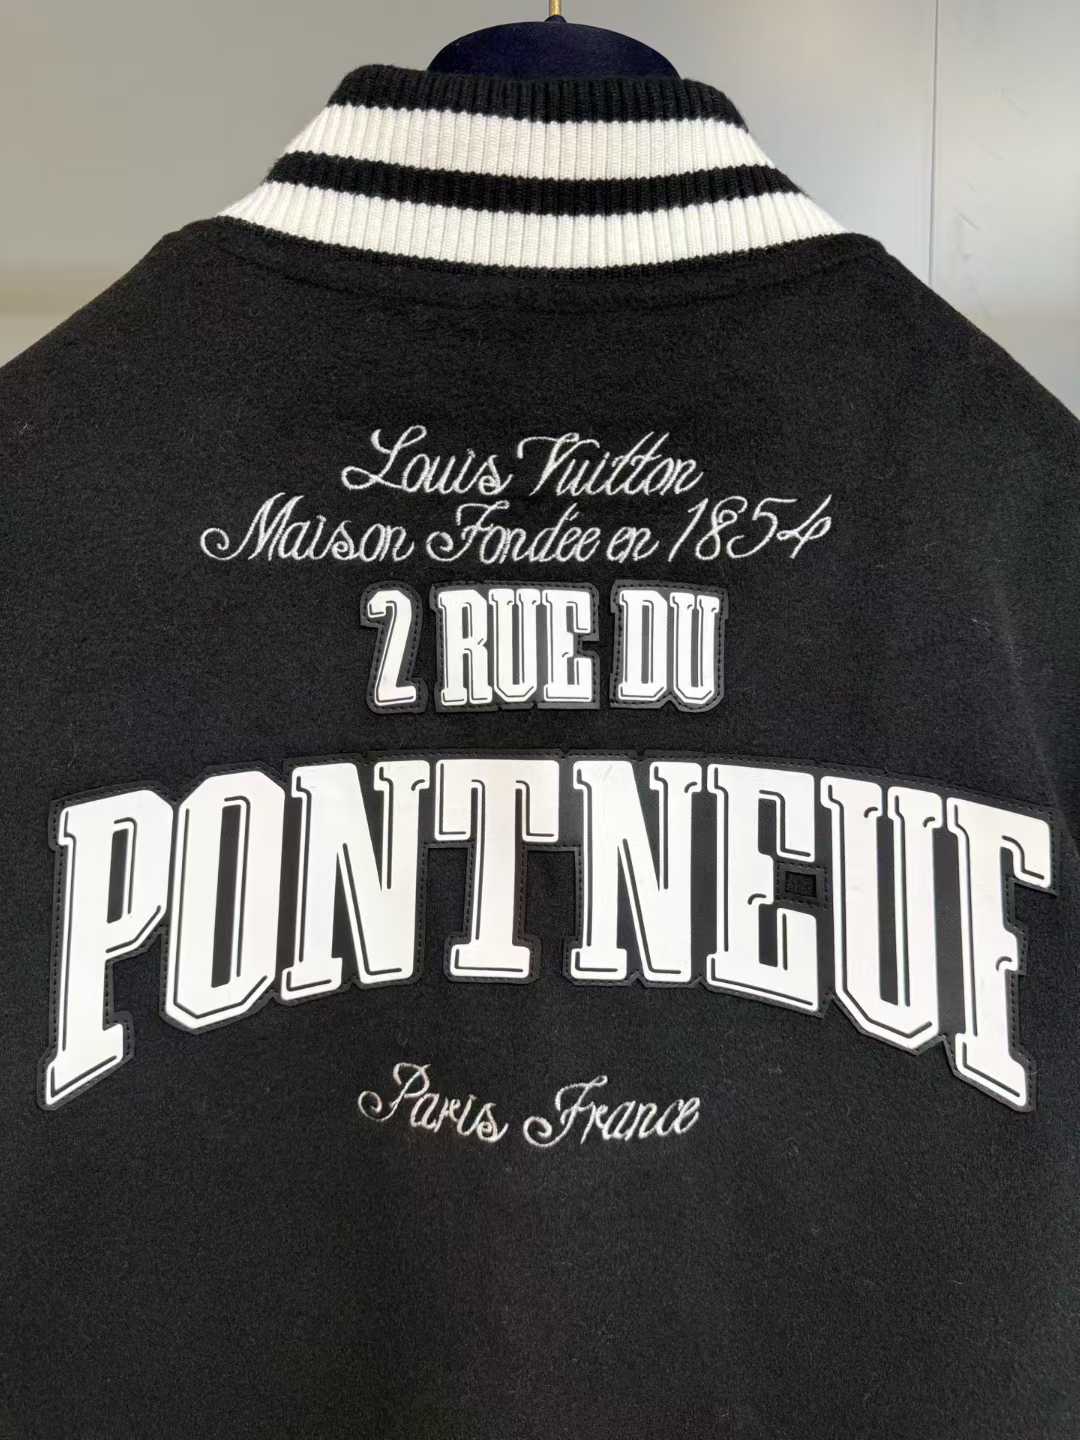 Louis Vuitton
Maison Fondée en 1854
2 RUE DU
PONT NEUF
Paris France